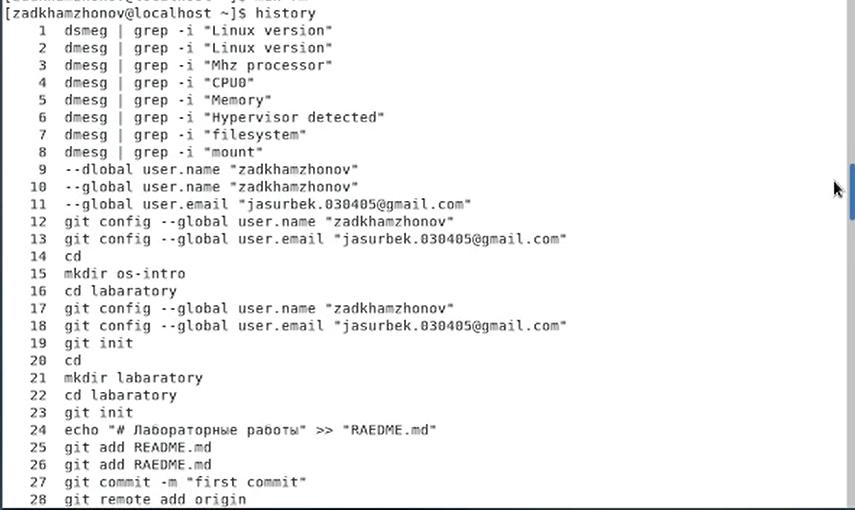 [zadkhamzhonov@localhost ~]$ history
1 dsmeg | grep -i "Linux version"
2 dmesg | grep -i "Linux version"
3 dmesg | grep -i "Mhz processor"
4 dmesg | grep -i "CPU0"
5 dmesg | grep -i "Memory"
6 dmesg | grep -i "Hypervisor detected"
7 dmesg | grep -i "filesystem"
8 dmesg | grep -i "mount"
9 --dlobal user.name "zadkhamzhonov"
10 --global user.name "zadkhamzhonov"
11 --global user.email "jasurbek.030405@gmail.com"
12 git config --global user.name "zadkhamzhonov"
13 git config --global user.email "jasurbek.030405@gmail.com"
14 cd
15 mkdir os-intro
16 cd labaratory
17 git config --global user.name "zadkhamzhonov"
18 git config --global user.email "jasurbek.030405@gmail.com"
19 git init
20 cd
21 mkdir labaratory
22 cd labaratory
23 git init
24 echo "# Лабораторные работы" >> "RAEDME.md"
25 git add README.md
26 git add RAEDME.md
27 git commit -m "first commit"
28 git remote add origin